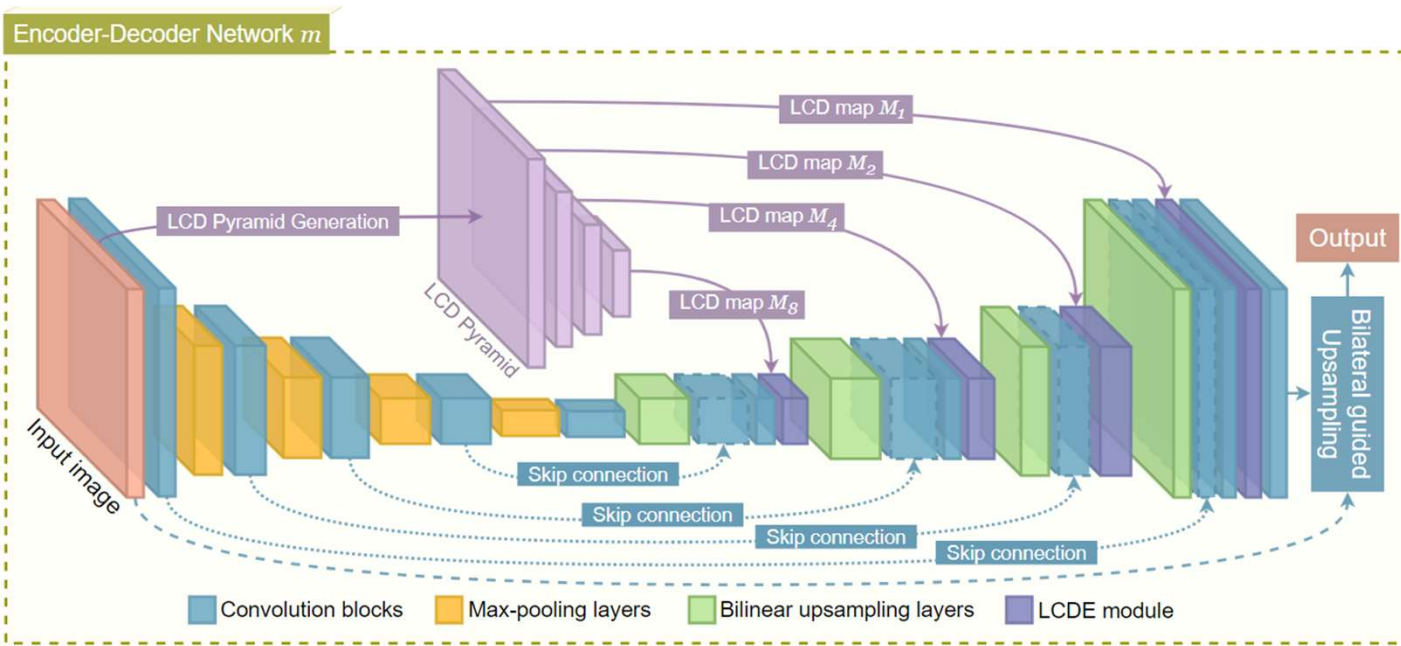 Encoder-Decoder Network m
LCD map M1
LCD map M2
LCD Pyramid Generation
LCD map M4
Output
LCD map M8
LCD Pyramid
Bilateral guided
Upsampling
Input image
Skip connection
Skip connection
Skip connection
Skip connection
Convolution blocks
Max-pooling layers
Bilinear upsampling layers
LCDE module